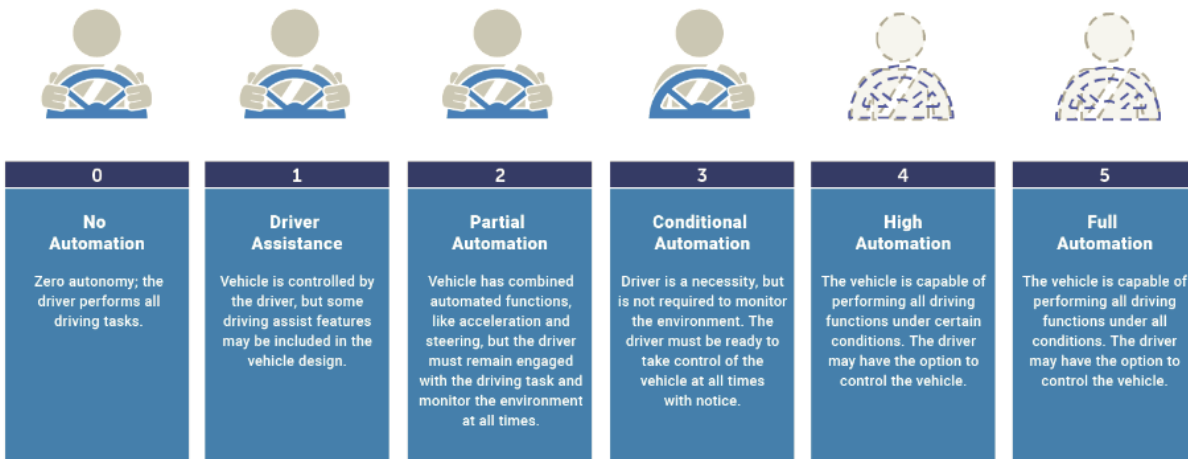 0
No
Automation
Zero autonomy; the
driver performs all
driving tasks.
1
Driver
Assistance
Vehicle is controlled by
the driver, but some
driving assist features
may be included in the
vehicle design.
2
Partial
Automation
Vehicle has combined
automated functions,
like acceleration and
steering, but the driver
must remain engaged
with the driving task and
monitor the environment
at all times.
3
Conditional
Automation
Driver is a necessity, but
is not required to monitor
the environment. The
driver must be ready to
take control of the
vehicle at all times
with notice.
4
High
Automation
The vehicle is capable of
performing all driving
functions under certain
conditions. The driver
may have the option to
control the vehicle.
5
Full
Automation
The vehicle is capable of
performing all driving
functions under all
conditions. The driver
may have the option to
control the vehicle.